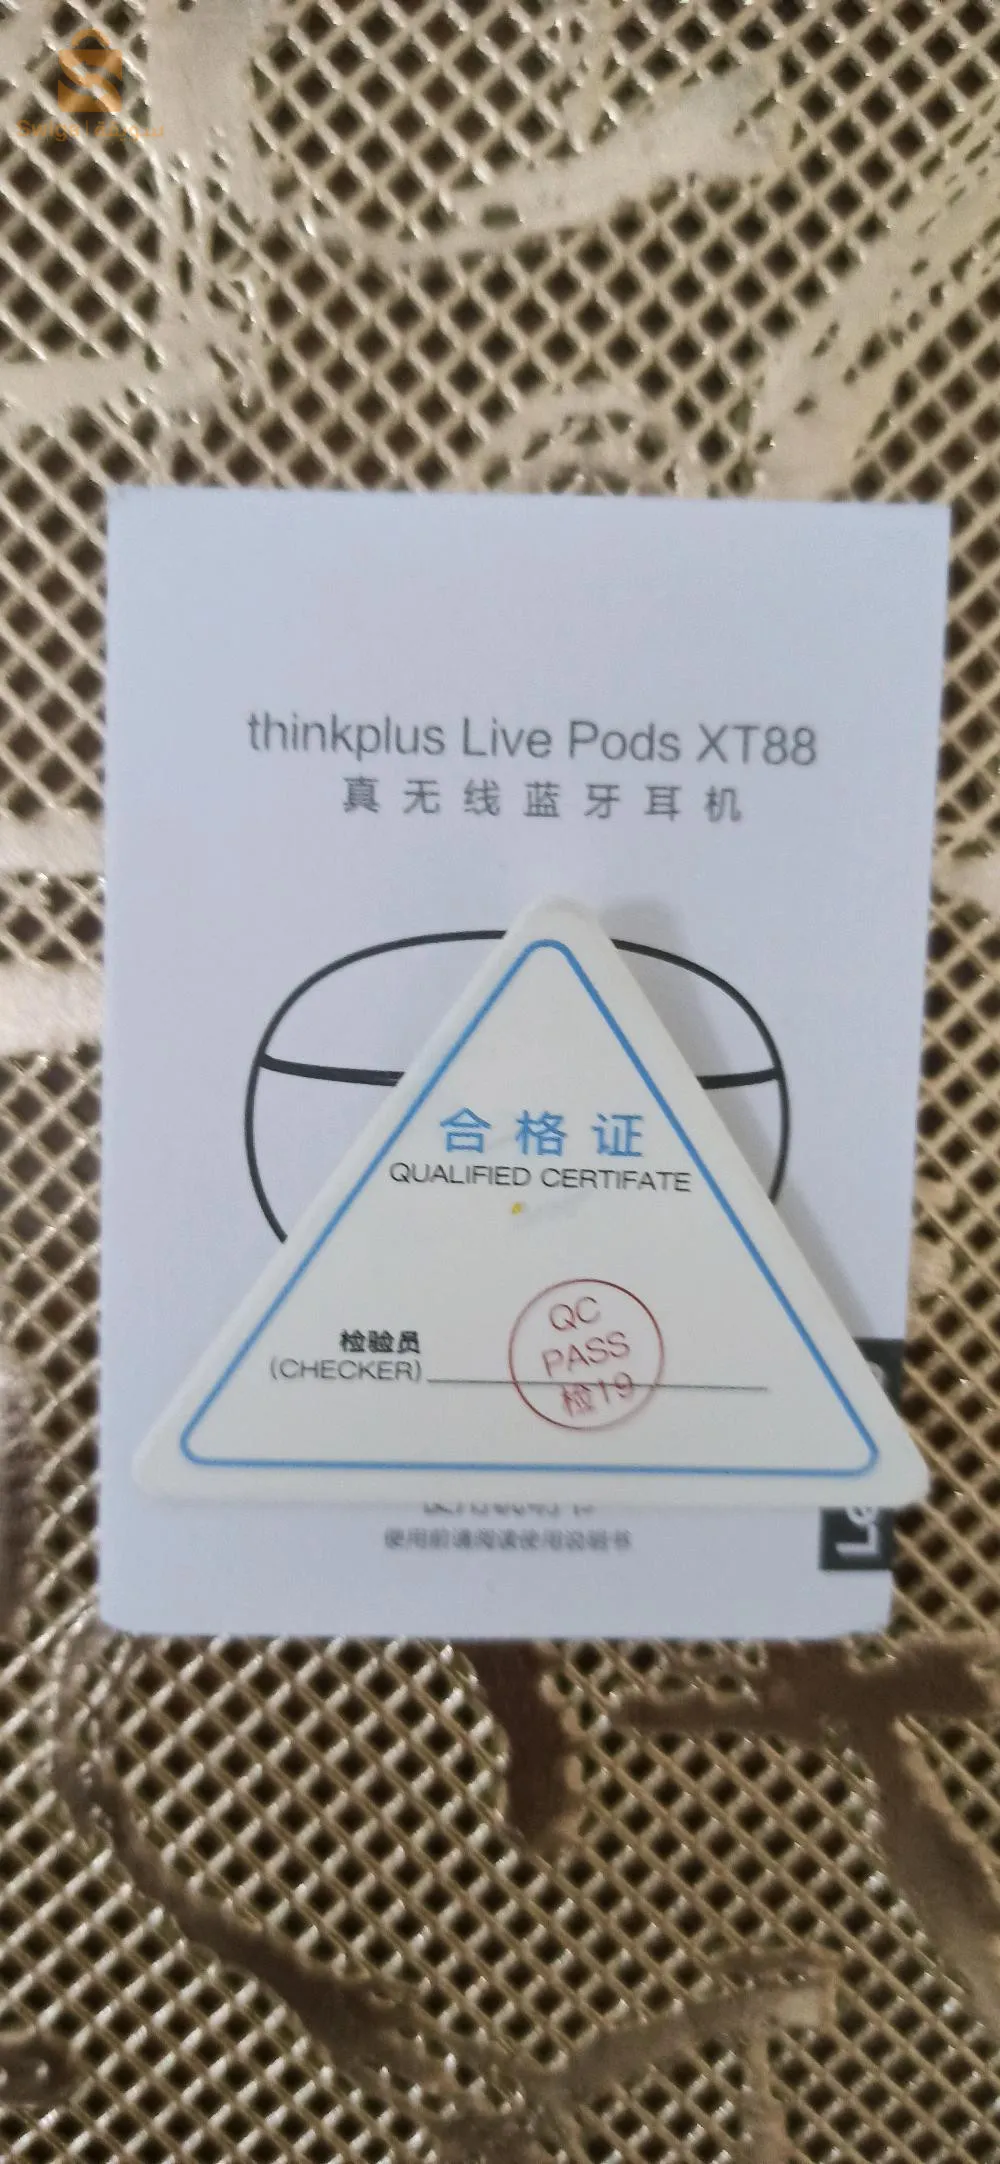 thinkplus Live Pods XT88
真无线蓝牙耳机
合格证
QUALIFIED CERTIFATE
检验员
(CHECKER)
QC
PASS
检19
使用前请阅读使用说明书
Le